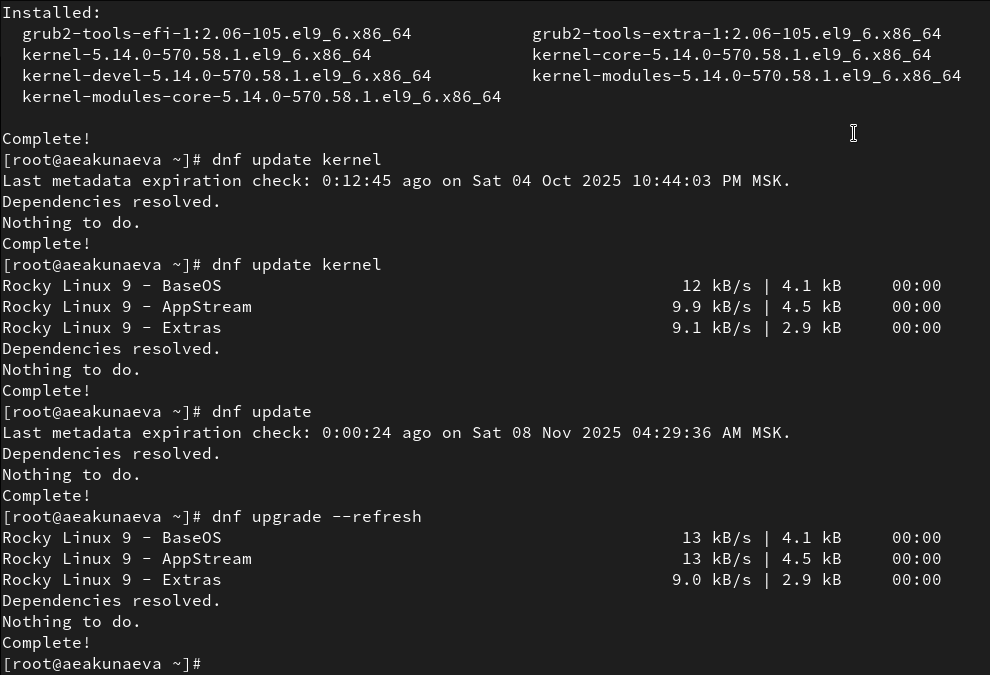 Installed:
  grub2-tools-efi-1:2.06-105.el9_6.x86_64            grub2-tools-extra-1:2.06-105.el9_6.x86_64
  kernel-5.14.0-570.58.1.el9_6.x86_64                kernel-core-5.14.0-570.58.1.el9_6.x86_64
  kernel-devel-5.14.0-570.58.1.el9_6.x86_64          kernel-modules-5.14.0-570.58.1.el9_6.x86_64
  kernel-modules-core-5.14.0-570.58.1.el9_6.x86_64

Complete!
[root@aeakunaeva ~]# dnf update kernel
Last metadata expiration check: 0:12:45 ago on Sat 04 Oct 2025 10:44:03 PM MSK.
Dependencies resolved.
Nothing to do.
Complete!
[root@aeakunaeva ~]# dnf update kernel
Rocky Linux 9 - BaseOS                                              12 kB/s | 4.1 kB     00:00
Rocky Linux 9 - AppStream                                          9.9 kB/s | 4.5 kB     00:00
Rocky Linux 9 - Extras                                             9.1 kB/s | 2.9 kB     00:00
Dependencies resolved.
Nothing to do.
Complete!
[root@aeakunaeva ~]# dnf update
Last metadata expiration check: 0:00:24 ago on Sat 08 Nov 2025 04:29:36 AM MSK.
Dependencies resolved.
Nothing to do.
Complete!
[root@aeakunaeva ~]# dnf upgrade --refresh
Rocky Linux 9 - BaseOS                                              13 kB/s | 4.1 kB     00:00
Rocky Linux 9 - AppStream                                           13 kB/s | 4.5 kB     00:00
Rocky Linux 9 - Extras                                             9.0 kB/s | 2.9 kB     00:00
Dependencies resolved.
Nothing to do.
Complete!
[root@aeakunaeva ~]#